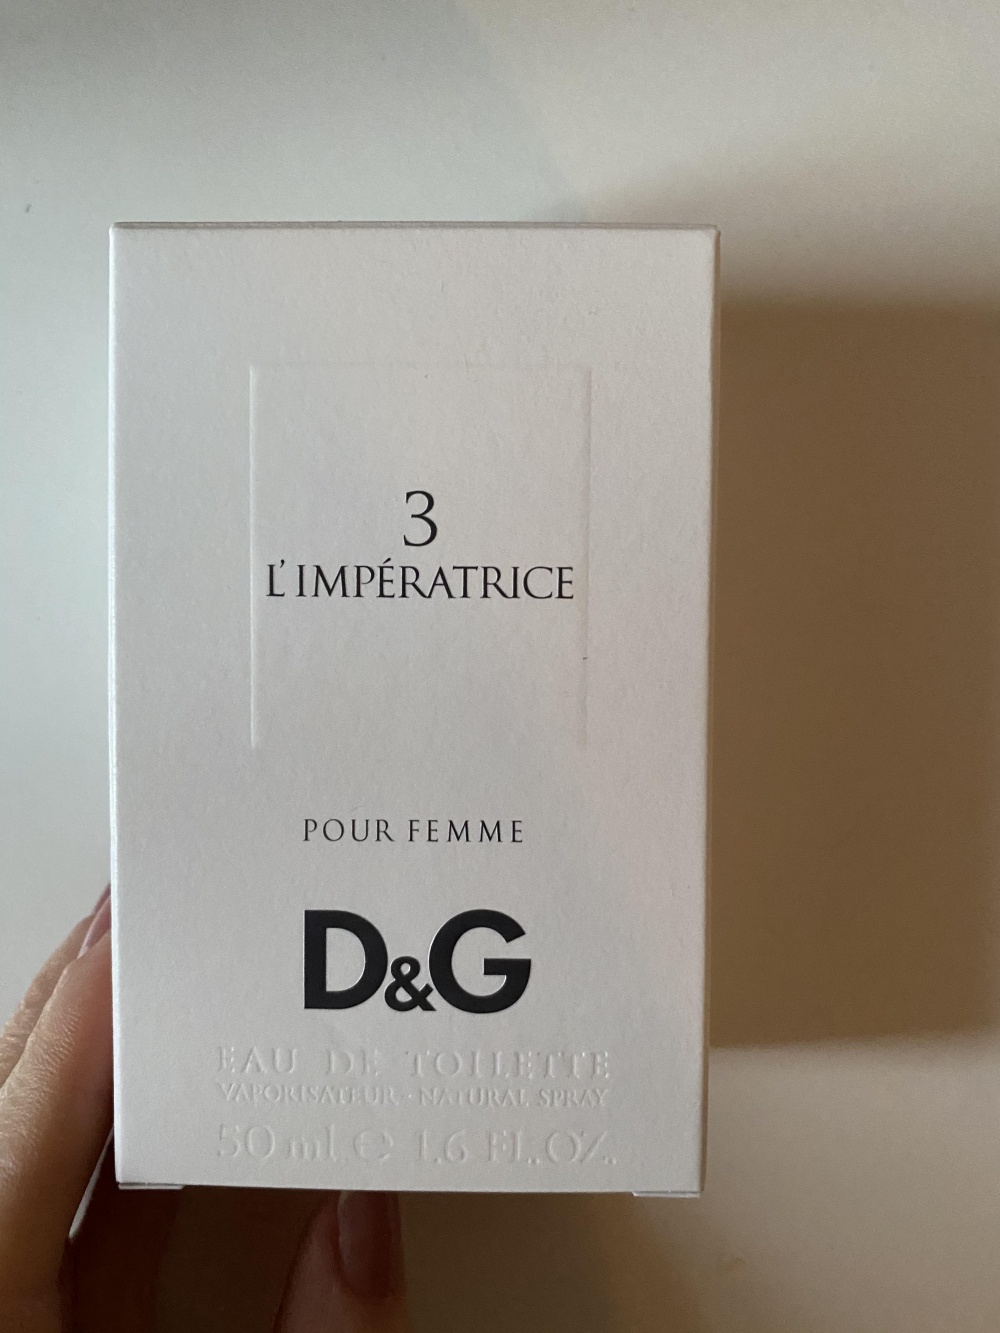 3
L'IMPÉRATRICE
POUR FEMME
D&G
EAU DE TOILETTE
VAPORISATEUR · NATURAL SPRAY
50 ml ℮ 1.6 FL.OZ.